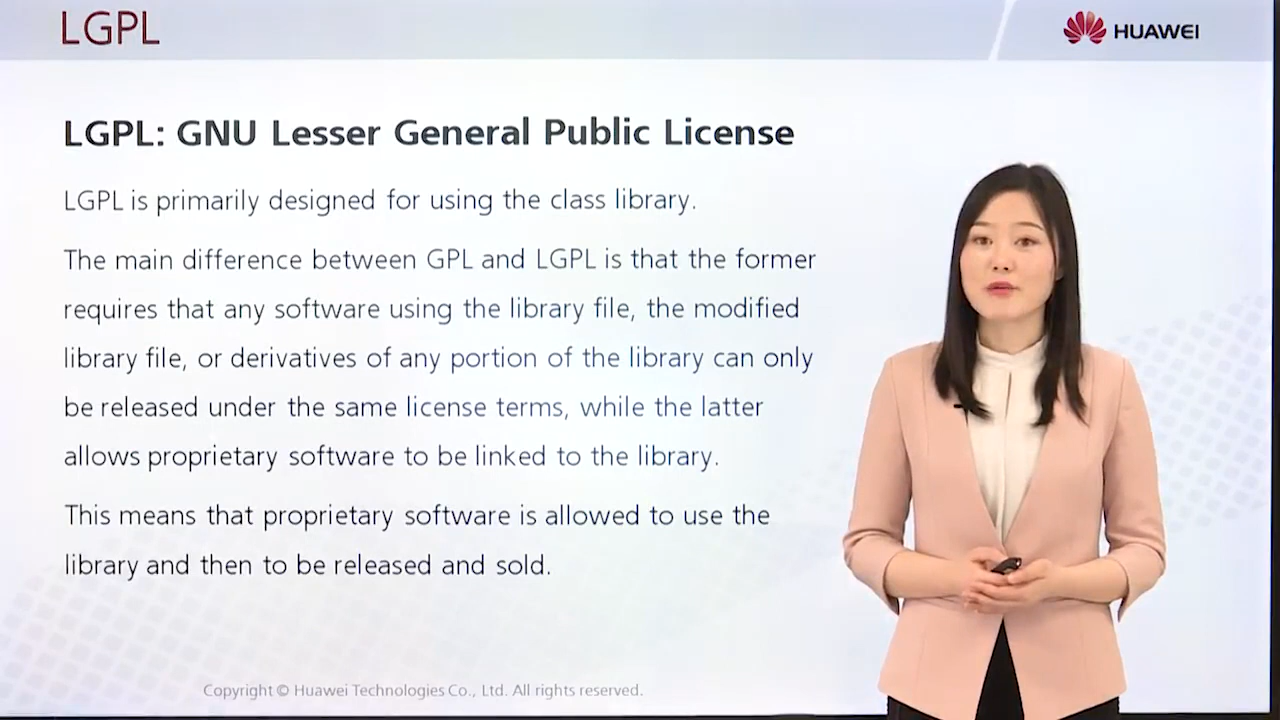 LGPL
HUAWEI
LGPL: GNU Lesser General Public License
LGPL is primarily designed for using the class library.
The main difference between GPL and LGPL is that the former
requires that any software using the library file, the modified
library file, or derivatives of any portion of the library can only
be released under the same license terms, while the latter
allows proprietary software to be linked to the library.
This means that proprietary software is allowed to use the
library and then to be released and sold.
Copyright © Huawei Technologies Co., Ltd. All rights reserved.